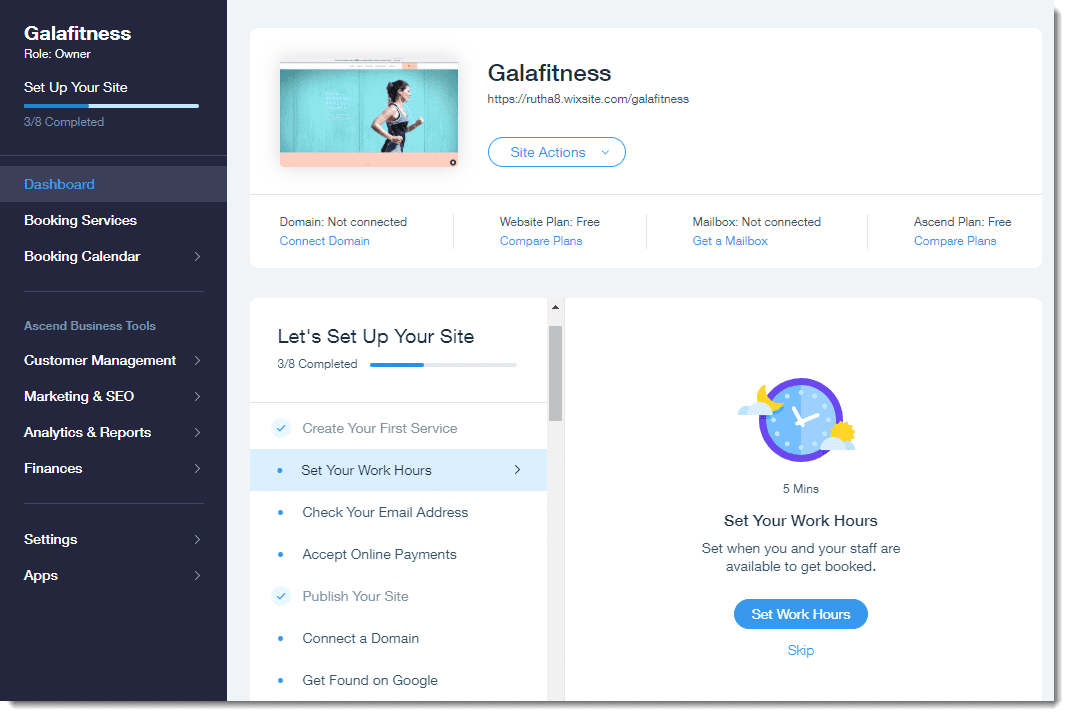 Galafitness
Role: Owner
Set Up Your Site
3/8 Completed
Dashboard
Booking Services
Booking Calendar
Ascend Business Tools
Customer Management
Marketing & SEO
Analytics & Reports
Finances
Settings
Apps
Galafitness
https://rutha8.wixsite.com/galafitness
Site Actions
Domain: Not connected
Connect Domain
Website Plan: Free
Compare Plans
Mailbox: Not connected
Get a Mailbox
Ascend Plan: Free
Compare Plans
Let's Set Up Your Site
3/8 Completed
Create Your First Service
Set Your Work Hours
Check Your Email Address
Accept Online Payments
Publish Your Site
Connect a Domain
Get Found on Google
5 Mins
Set Your Work Hours
Set when you and your staff are
available to get booked.
Set Work Hours
Skip